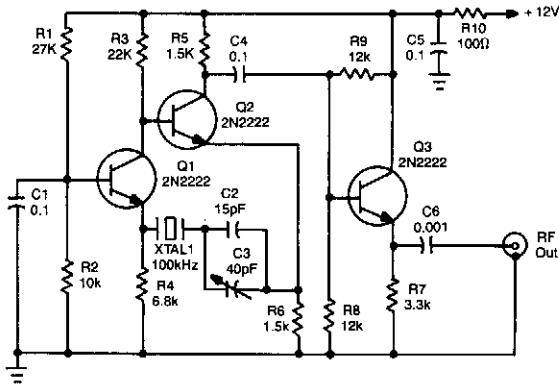 + 12V
R10
100Ω
R1
27K
R3
22K
R5
1.5K
C4
0.1
R9
12k
C5
0.1
Q2
2N2222
Q1
2N2222
Q3
2N2222
C1
0.1
C2
15pF
XTAL1
100kHz
C3
40pF
C6
0.001
RF
Out
R2
10k
R4
6.8k
R6
1.5k
R8
12k
R7
3.3k